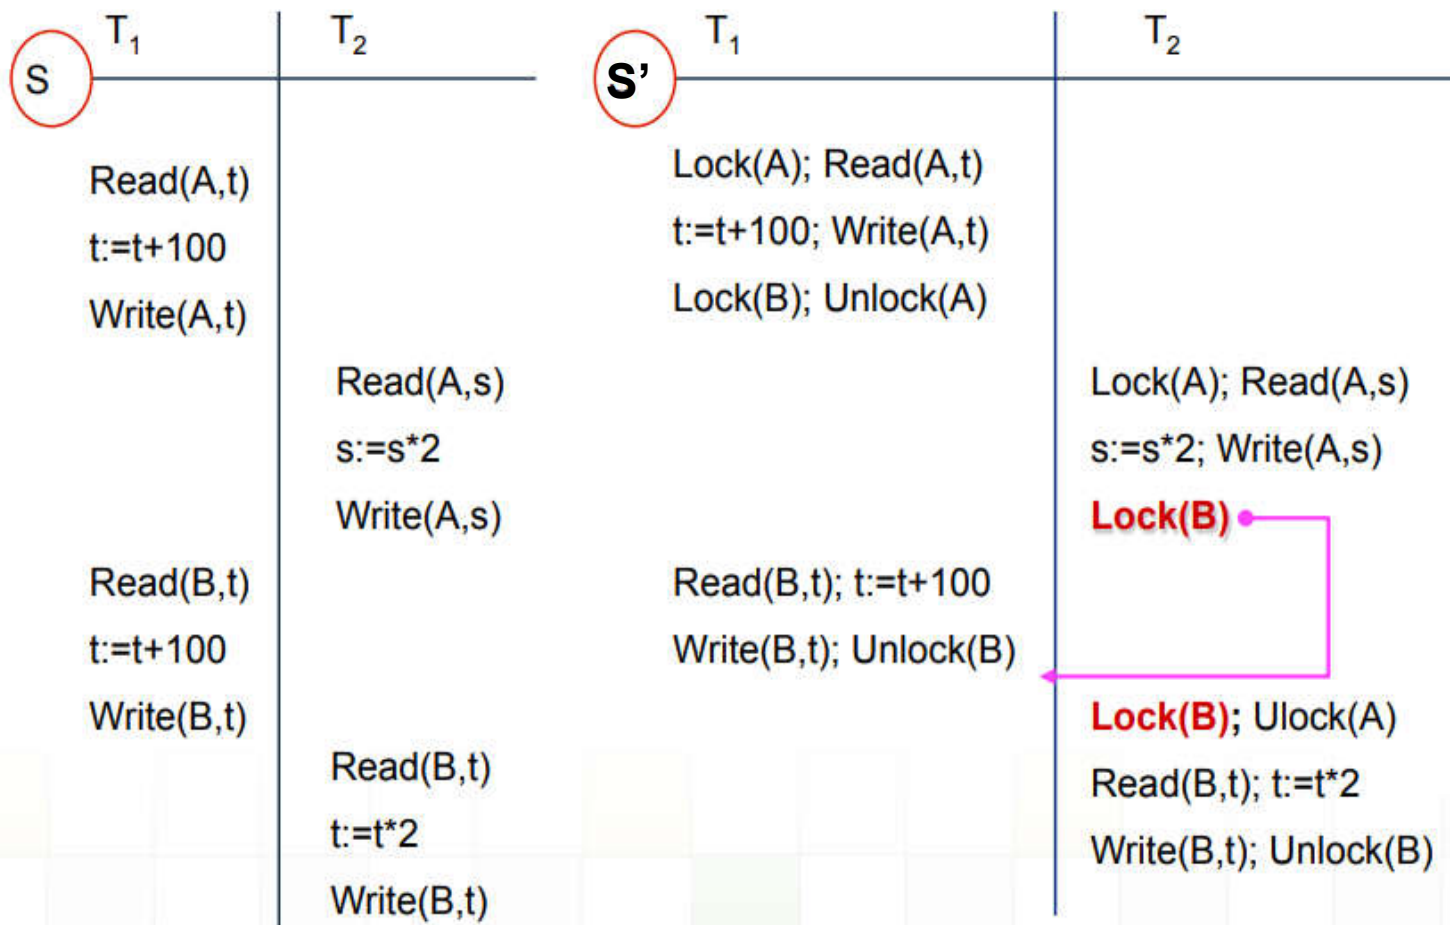 S
T1
T2
Read(A,t)
t:=t+100
Write(A,t)
Read(A,s)
s:=s*2
Write(A,s)
Read(B,t)
t:=t+100
Write(B,t)
Read(B,t)
t:=t*2
Write(B,t)
S’
T1
T2
Lock(A); Read(A,t)
t:=t+100; Write(A,t)
Lock(B); Unlock(A)
Lock(A); Read(A,s)
s:=s*2; Write(A,s)
Lock(B)
Read(B,t); t:=t+100
Write(B,t); Unlock(B)
Lock(B); Ulock(A)
Read(B,t); t:=t*2
Write(B,t); Unlock(B)